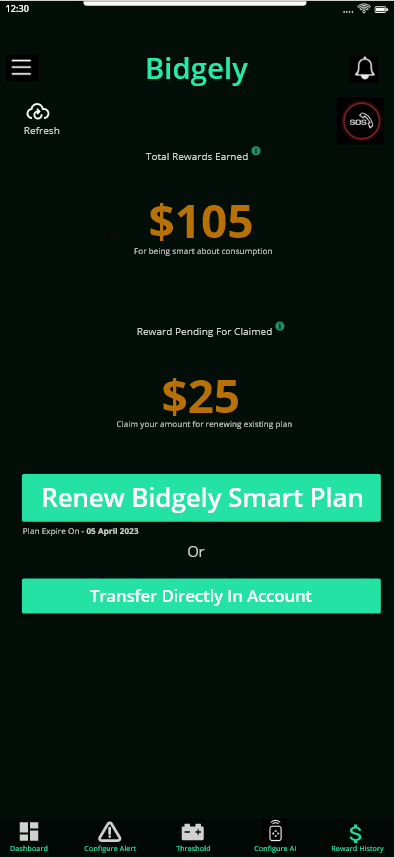 12:30
Bidgely
Refresh
SOS
Total Rewards Earned
$105
For being smart about consumption
Reward Pending For Claimed
$25
Claim your amount for renewing existing plan
Renew Bidgely Smart Plan
Plan Expire On - 05 April 2023
Or
Transfer Directly In Account
Dashboard
Configure Alert
Threshold
Configure AI
Reward History